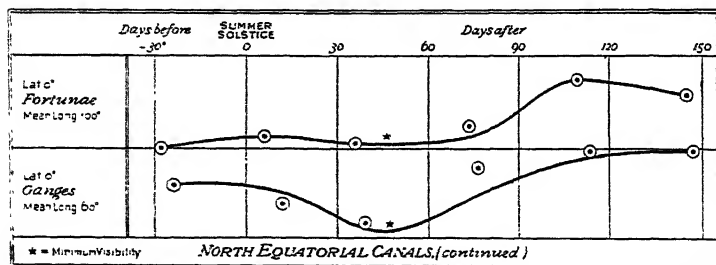 Days before SUMMER SOLSTICE Days after
-30° 0 30 60 90 120 150
Lat 0°
Fortunae
Mean Long 100°
Lat 0°
Ganges
Mean Long 60°
★ = Minimum Visibility NORTH EQUATORIAL CANALS, (continued)